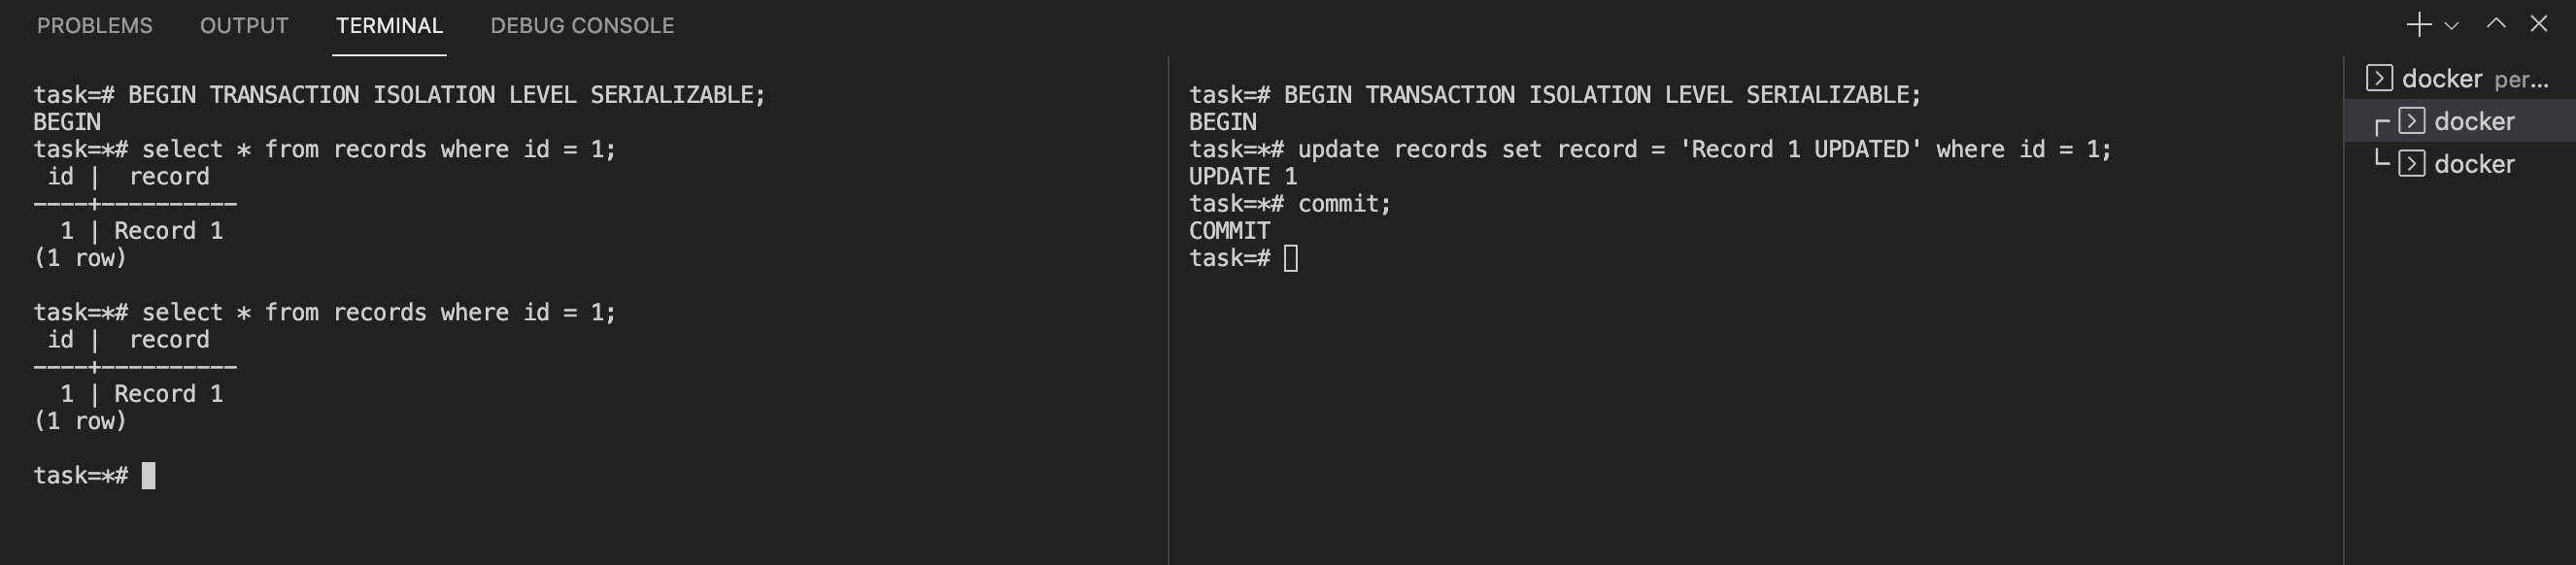 PROBLEMS OUTPUT TERMINAL DEBUG CONSOLE
task=# BEGIN TRANSACTION ISOLATION LEVEL SERIALIZABLE;
BEGIN
task=*# select * from records where id = 1;
 id |  record
----+----------
  1 | Record 1
(1 row)
task=*# select * from records where id = 1;
 id |  record
----+----------
  1 | Record 1
(1 row)
task=*#
task=# BEGIN TRANSACTION ISOLATION LEVEL SERIALIZABLE;
BEGIN
task=*# update records set record = 'Record 1 UPDATED' where id = 1;
UPDATE 1
task=*# commit;
COMMIT
task=#
docker per...
docker
docker